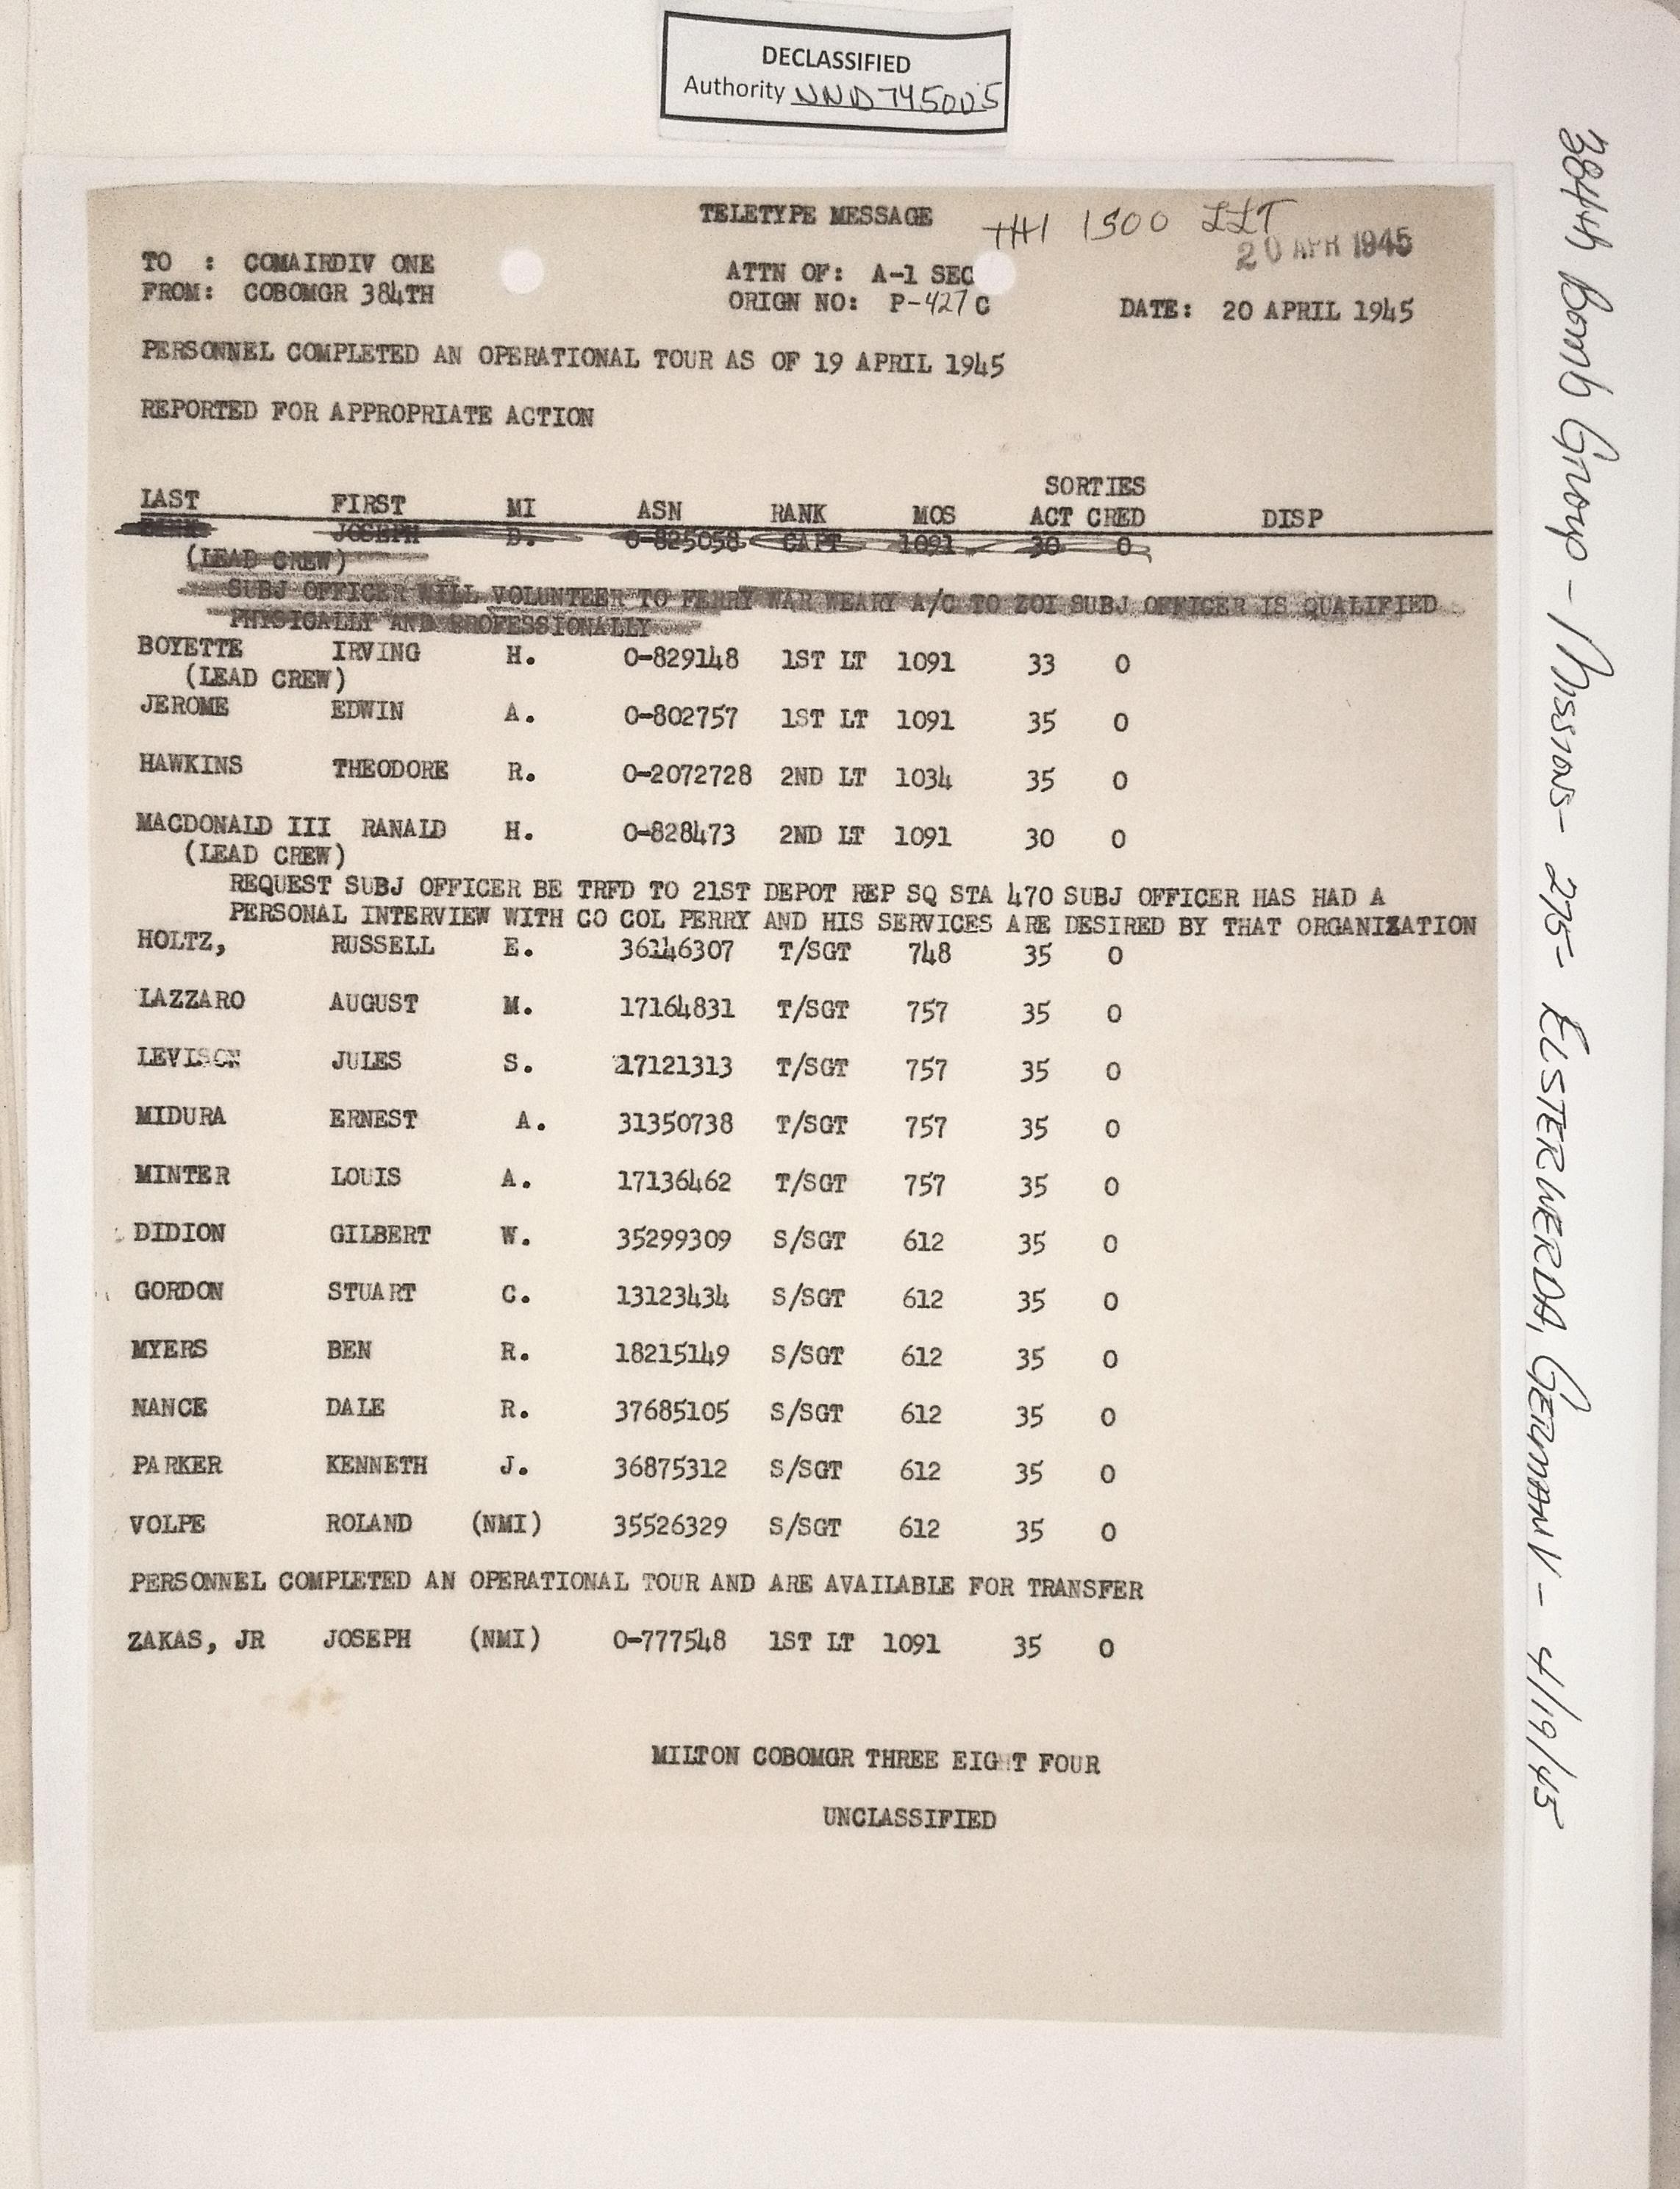 DECLASSIFIED
Authority NND 745005
TELETYPE MESSAGE
1500
20 APR 1945
TO : COMAIRDIV ONE ATTN OF: A-1 SEC
FROM: COBOMGR 384TH ORIGN NO: P-427 C DATE: 20 APRIL 1945
PERSONNEL COMPLETED AN OPERATIONAL TOUR AS OF 19 APRIL 1945
REPORTED FOR APPROPRIATE ACTION
SORTIES
LAST FIRST MI ASN RANK MOS ACT CRED DISP
JOSEPH D. 0-825058 CAPT 1091 30 0
(LEAD CREW)
SUBJ OFFICER WILL VOLUNTEER TO FERRY WAR WEARY A/C TO ZOI SUBJ OFFICER IS QUALIFIED
PHYSICALLY AND PROFESSIONALLY
BOYETTE IRVING H. 0-829148 1ST LT 1091 33 0
(LEAD CREW)
JEROME EDWIN A. 0-802757 1ST LT 1091 35 0
HAWKINS THEODORE R. 0-2072728 2ND LT 1034 35 0
MACDONALD III RANALD H. 0-828473 2ND LT 1091 30 0
(LEAD CREW)
REQUEST SUBJ OFFICER BE TRFD TO 21ST DEPOT REP SQ STA 470 SUBJ OFFICER HAS HAD A
PERSONAL INTERVIEW WITH CO COL PERRY AND HIS SERVICES ARE DESIRED BY THAT ORGANIZATION
HOLTZ, RUSSELL E. 36146307 T/SGT 748 35 0
LAZZARO AUGUST M. 17164831 T/SGT 757 35 0
LEVISON JULES S. 17121313 T/SGT 757 35 0
MIDURA ERNEST A. 31350738 T/SGT 757 35 0
MINTER LOUIS A. 17136462 T/SGT 757 35 0
DIDION GILBERT W. 35299309 S/SGT 612 35 0
GORDON STUART C. 13123434 S/SGT 612 35 0
MYERS BEN R. 18215149 S/SGT 612 35 0
NANCE DALE R. 37685105 S/SGT 612 35 0
PARKER KENNETH J. 36875312 S/SGT 612 35 0
VOLPE ROLAND (NMI) 35526329 S/SGT 612 35 0
PERSONNEL COMPLETED AN OPERATIONAL TOUR AND ARE AVAILABLE FOR TRANSFER
ZAKAS, JR JOSEPH (NMI) 0-777548 1ST LT 1091 35 0
MILTON COBOMGR THREE EIGHT FOUR
UNCLASSIFIED
384th Bomb Group - Missions - 275 - ELSTERWERDA, GERMANY - 4/19/45